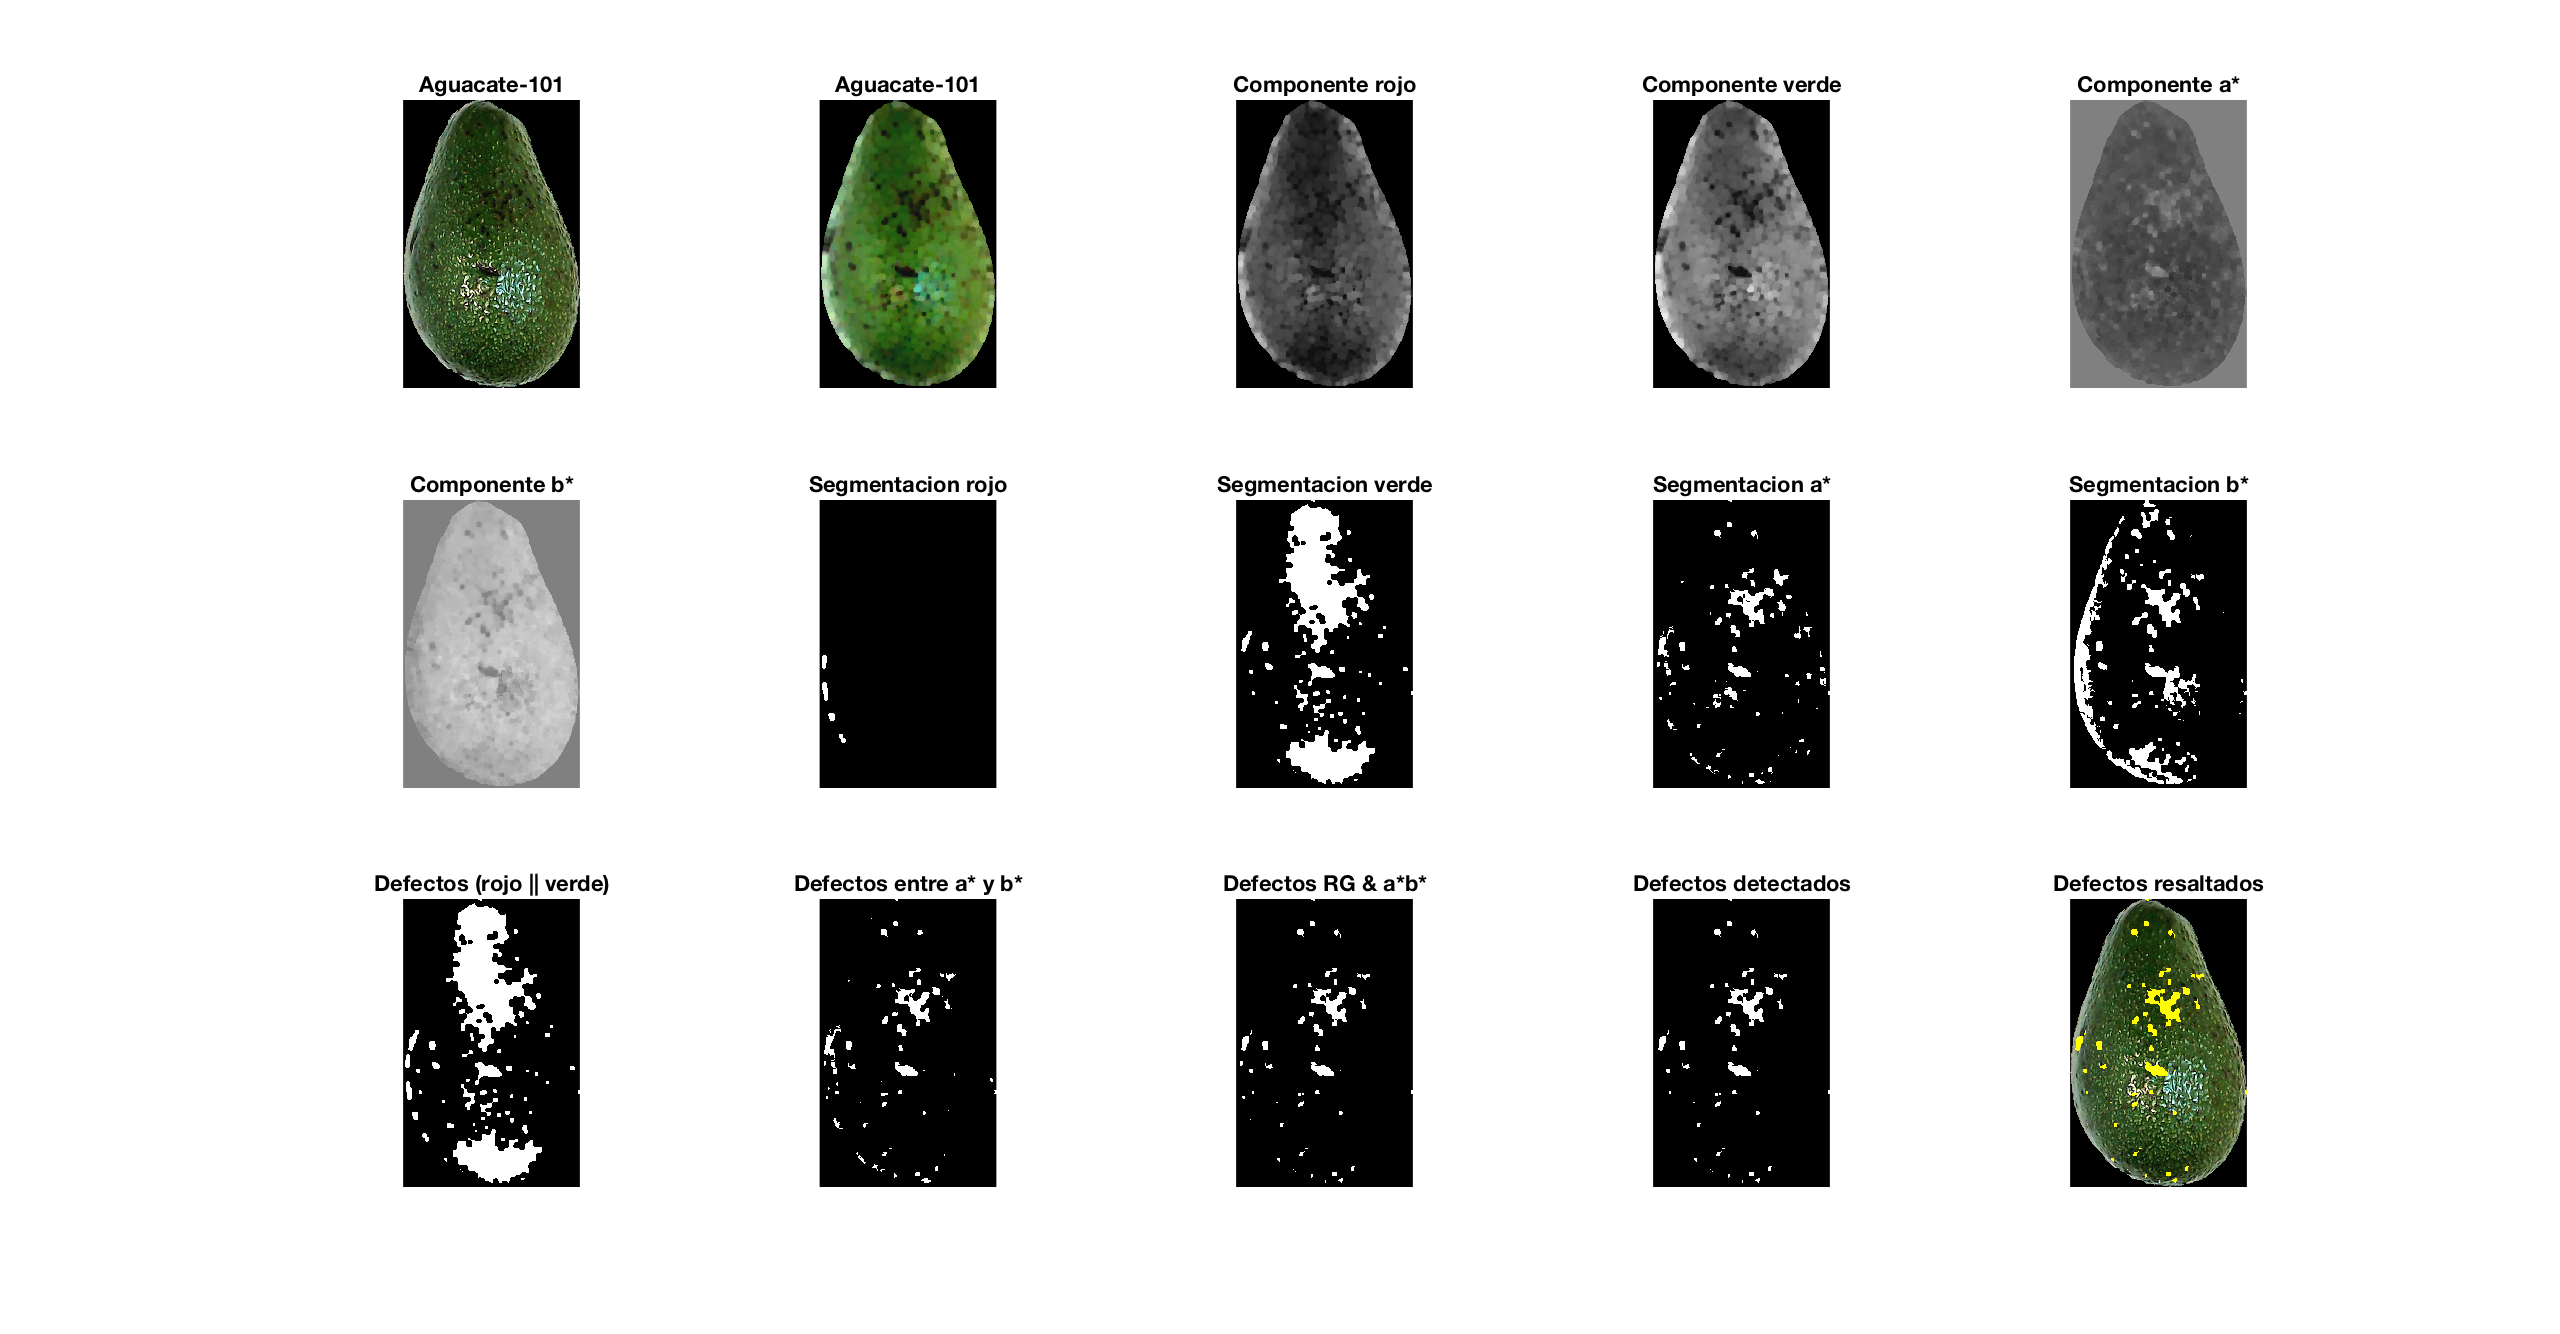 Aguacate-101
Aguacate-101
Componente rojo
Componente verde
Componente a*
Componente b*
Segmentacion rojo
Segmentacion verde
Segmentacion a*
Segmentacion b*
Defectos (rojo || verde)
Defectos entre a* y b*
Defectos RG & a*b*
Defectos detectados
Defectos resaltados